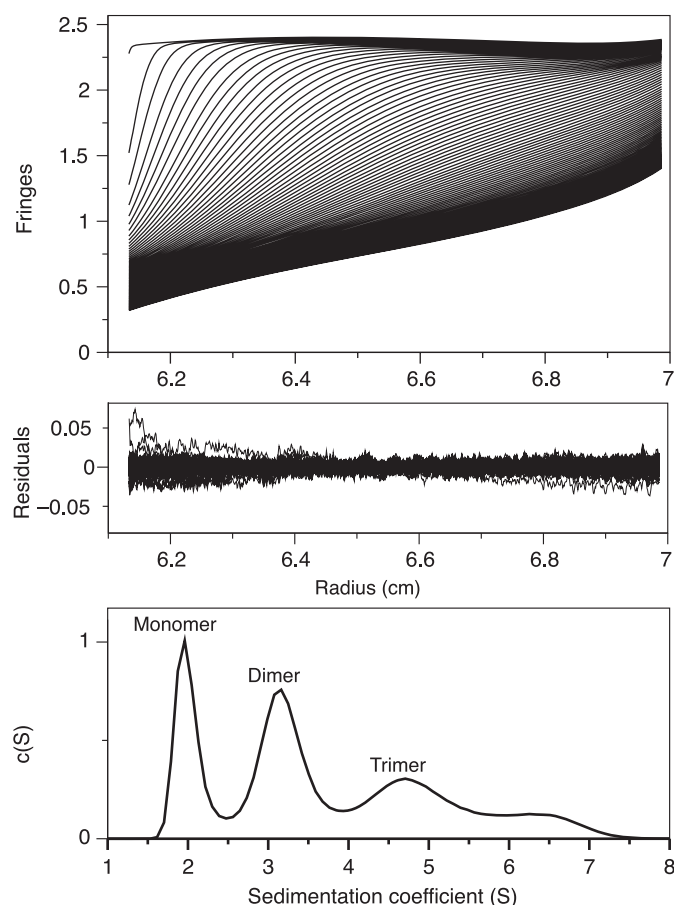 2.5
2
1.5
1
0.5
0
Fringes
6.2 6.4 6.6 6.8 7
0.05
0
−0.05
Residuals
6.2 6.4 6.6 6.8 7
Radius (cm)
Monomer
Dimer
Trimer
1
0
c(S)
1 2 3 4 5 6 7 8
Sedimentation coefficient (S)